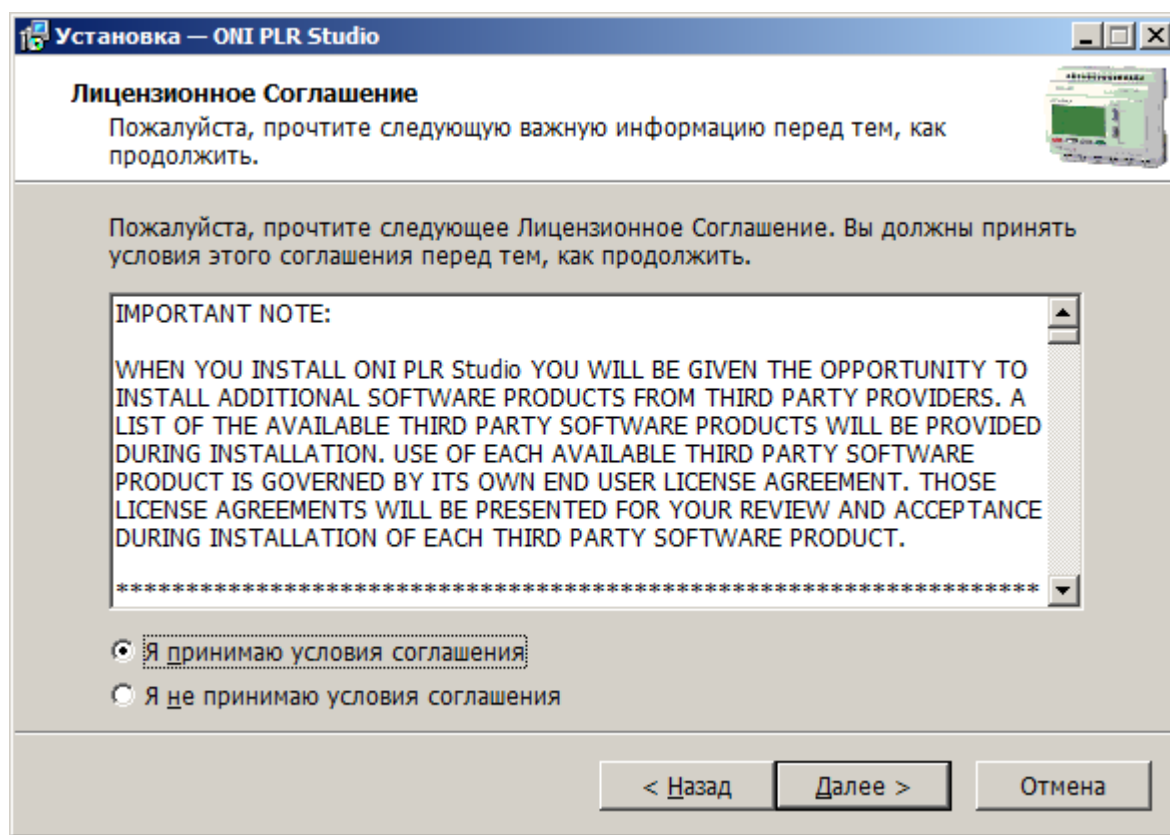 Установка — ONI PLR Studio
Лицензионное Соглашение
Пожалуйста, прочтите следующую важную информацию перед тем, как
продолжить.
Пожалуйста, прочтите следующее Лицензионное Соглашение. Вы должны принять
условия этого соглашения перед тем, как продолжить.
IMPORTANT NOTE:
WHEN YOU INSTALL ONI PLR Studio YOU WILL BE GIVEN THE OPPORTUNITY TO
INSTALL ADDITIONAL SOFTWARE PRODUCTS FROM THIRD PARTY PROVIDERS. A
LIST OF THE AVAILABLE THIRD PARTY SOFTWARE PRODUCTS WILL BE PROVIDED
DURING INSTALLATION. USE OF EACH AVAILABLE THIRD PARTY SOFTWARE
PRODUCT IS GOVERNED BY ITS OWN END USER LICENSE AGREEMENT. THOSE
LICENSE AGREEMENTS WILL BE PRESENTED FOR YOUR REVIEW AND ACCEPTANCE
DURING INSTALLATION OF EACH THIRD PARTY SOFTWARE PRODUCT.
********************************************************************
Я принимаю условия соглашения
Я не принимаю условия соглашения
< Назад
Далее >
Отмена